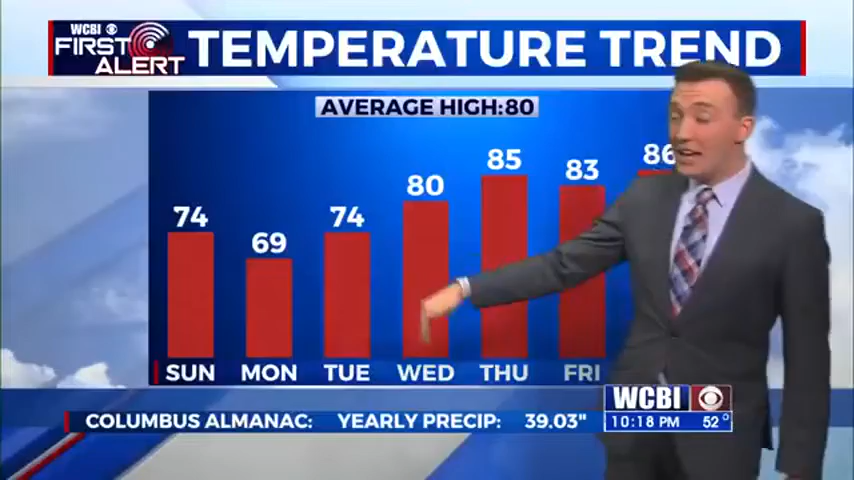 WCBI
FIRST
ALERT
TEMPERATURE TREND
AVERAGE HIGH:80
74 69 74 80 85 83 86
SUN MON TUE WED THU FRI
COLUMBUS ALMANAC: YEARLY PRECIP: 39.03"
WCBI
10:18 PM 52°